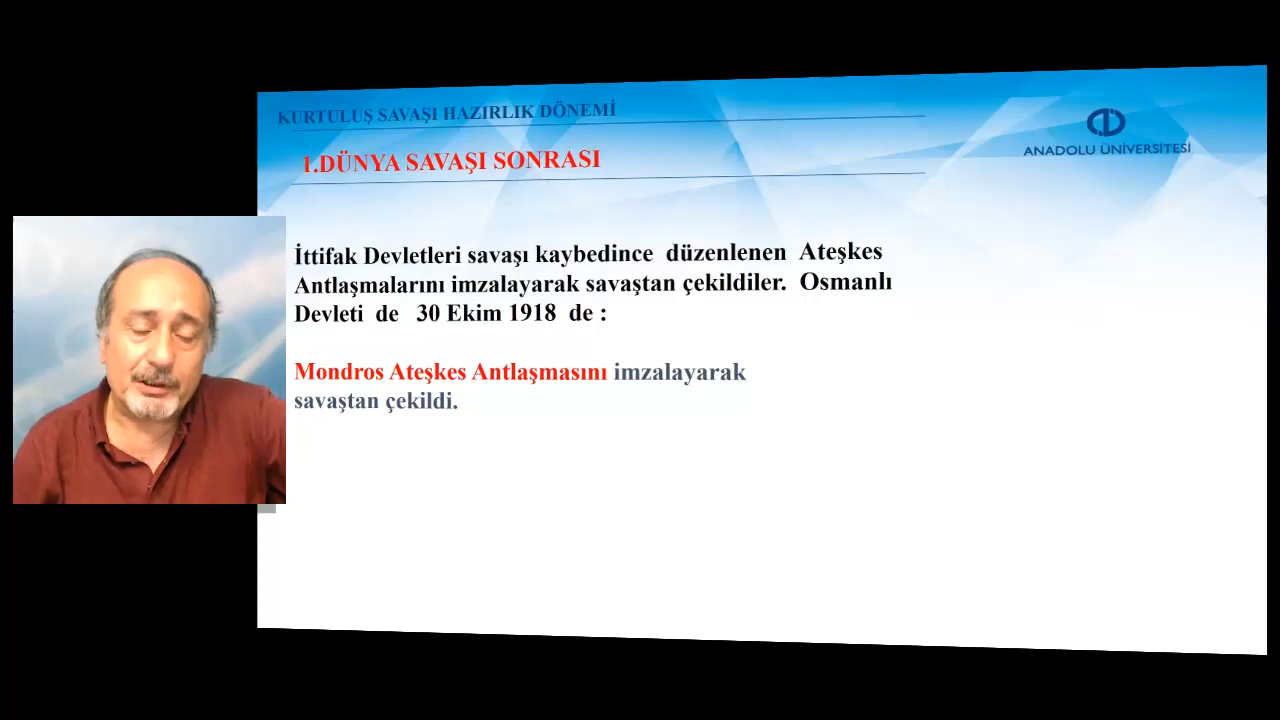 KURTULUŞ SAVAŞI HAZIRLIK DÖNEMİ
1.DÜNYA SAVAŞI SONRASI
ANADOLU ÜNİVERSİTESİ
İttifak Devletleri savaşı kaybedince düzenlenen Ateşkes
Antlaşmalarını imzalayarak savaştan çekildiler. Osmanlı
Devleti de 30 Ekim 1918 de :
Mondros Ateşkes Antlaşmasını imzalayarak
savaştan çekildi.